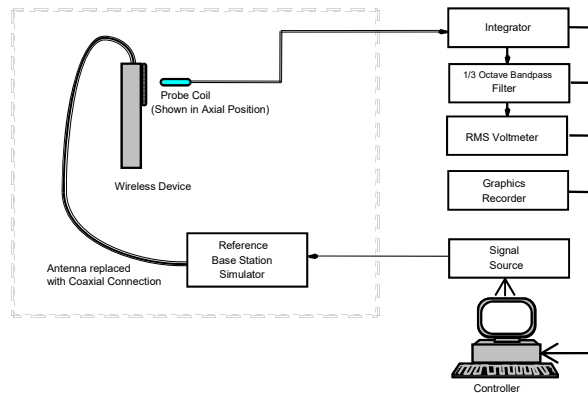 Integrator
1/3 Octave Bandpass
Filter
RMS Voltmeter
Graphics
Recorder
Probe Coil
(Shown in Axial Position)
Wireless Device
Reference
Base Station
Simulator
Signal
Source
Antenna replaced
with Coaxial Connection
Controller